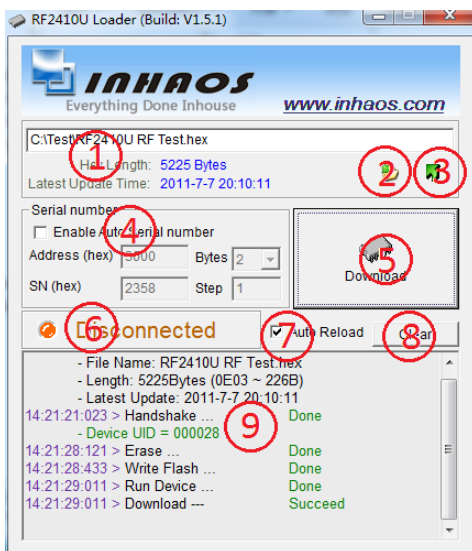 RF2410U Loader (Build: V1.5.1)
INHAOS
Everything Done Inhouse
www.inhaos.com
C:\Test\RF2410U RF Test.hex
1
Hex Length: 5225 Bytes
2
3
Latest Update Time: 2011-7-7 20:10:11
Serial number
4
Enable Auto Serial number
Address (hex) 3000 Bytes 2
SN (hex) 2358 Step 1
5
Download
6
Disconnected
7
Auto Reload
8
Clear
- File Name: RF2410U RF Test.hex
- Length: 5225Bytes (0E03 ~ 226B)
- Latest Update: 2011-7-7 20:10:11
14:21:21:023 > Handshake ... Done
- Device UID = 000028
9
14:21:28:121 > Erase ... Done
14:21:28:433 > Write Flash ... Done
14:21:29:011 > Run Device ... Done
14:21:29:011 > Download --- Succeed